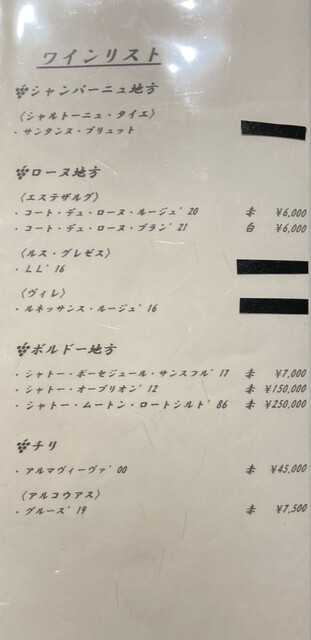 ワインリスト
シャンパーニュ地方
〈シャルトーニュ・タイエ〉
・サンタンヌ・ブリュット
ローヌ地方
〈エステザルグ〉
・コート・デュ・ローヌ・ルージュ'20 赤 ¥6,000
・コート・デュ・ローヌ・ブラン'21 白 ¥6,000
〈ルス・グレゼス〉
・LL'16
〈ヴィレ〉
・ルネッサンス・ルージュ'16
ボルドー地方
・シャトー・ボーセジュール・サンスフル'17 赤 ¥7,000
・シャトー・オーブリオン'12 赤 ¥150,000
・シャトー・ムートン・ロートシルト'86 赤 ¥250,000
チリ
・アルマヴィーヴァ'00 赤 ¥45,000
〈アルコウアス〉
・グルーズ'19 赤 ¥7,500